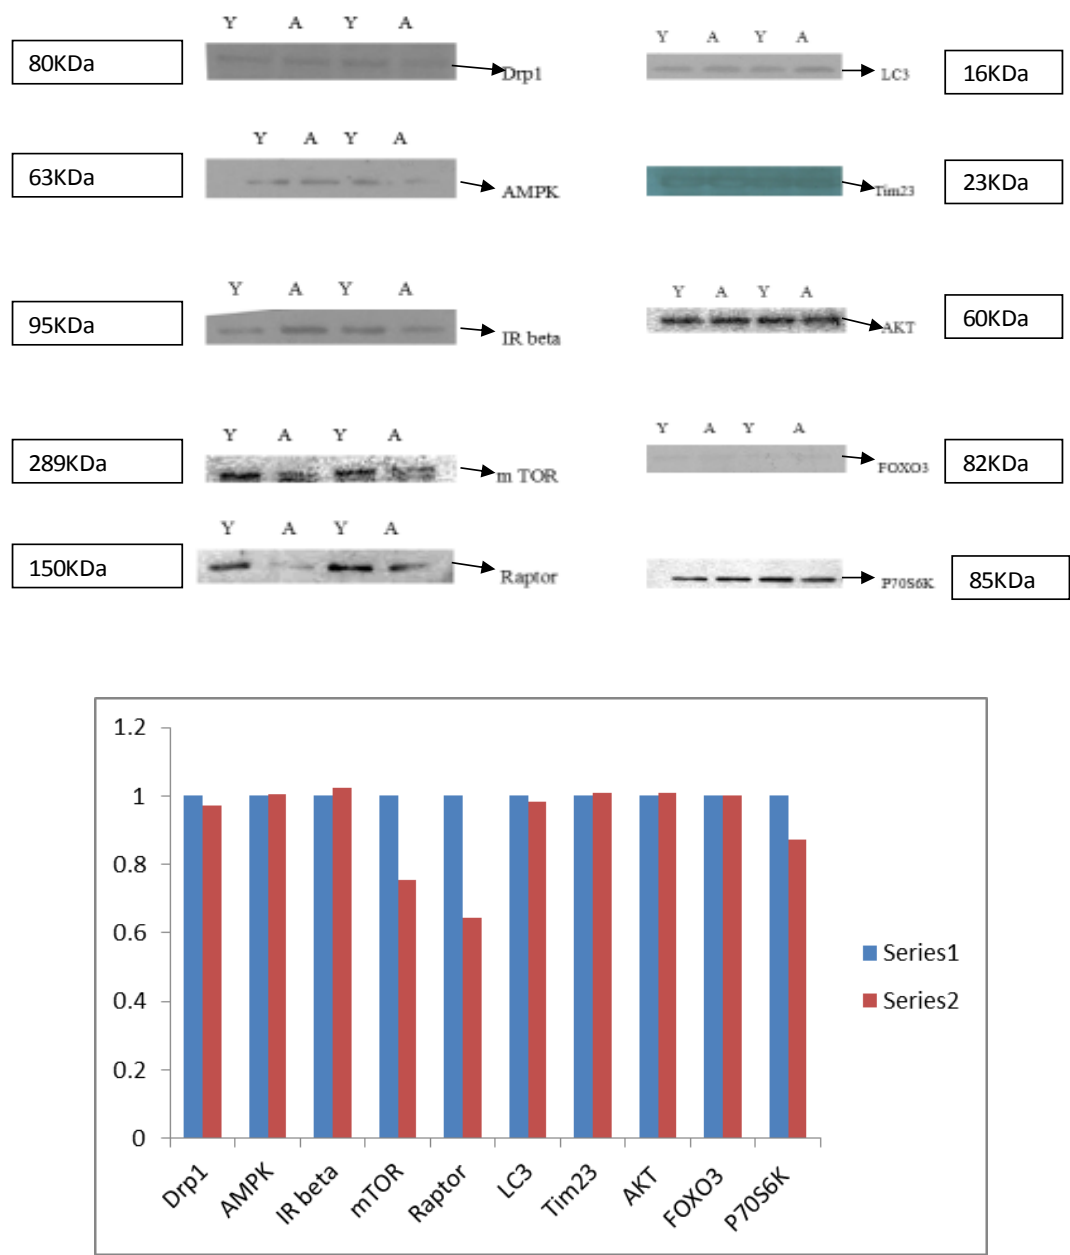 Y A Y A
80KDa
Drp1
Y A Y A
63KDa
AMPK
Y A Y A
95KDa
IR beta
Y A Y A
289KDa
m TOR
Y A Y A
150KDa
Raptor
Y A Y A
LC3
16KDa
Tim23
23KDa
Y A Y A
AKT
60KDa
Y A Y A
FOXO3
82KDa
P70S6K
85KDa
1.2
1
0.8
0.6
0.4
0.2
0
Drp1
AMPK
IR beta
mTOR
Raptor
LC3
Tim23
AKT
FOXO3
P70S6K
Series1
Series2